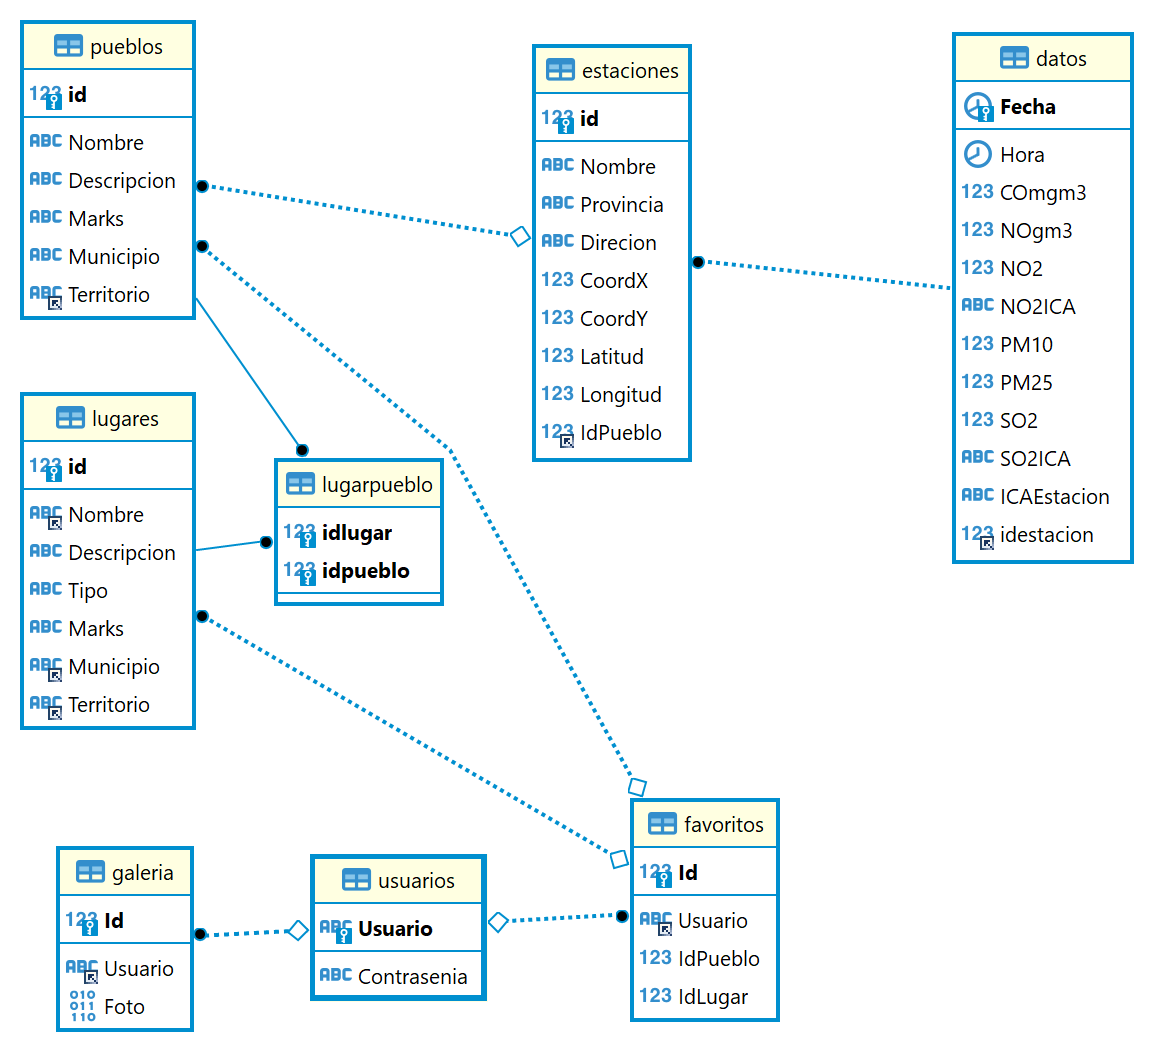 pueblos
123 id
ABC Nombre
ABC Descripcion
ABC Marks
ABC Municipio
ABC Territorio
estaciones
123 id
ABC Nombre
ABC Provincia
ABC Direcion
123 CoordX
123 CoordY
123 Latitud
123 Longitud
123 IdPueblo
datos
Fecha
Hora
123 COmgm3
123 NOgm3
123 NO2
ABC NO2ICA
123 PM10
123 PM25
123 SO2
ABC SO2ICA
ABC ICAEstacion
123 idestacion
lugares
123 id
ABC Nombre
ABC Descripcion
ABC Tipo
ABC Marks
ABC Municipio
ABC Territorio
lugarpueblo
123 idlugar
123 idpueblo
galeria
123 Id
ABC Usuario
010
011
110
Foto
usuarios
ABC Usuario
ABC Contrasenia
favoritos
123 Id
ABC Usuario
123 IdPueblo
123 IdLugar